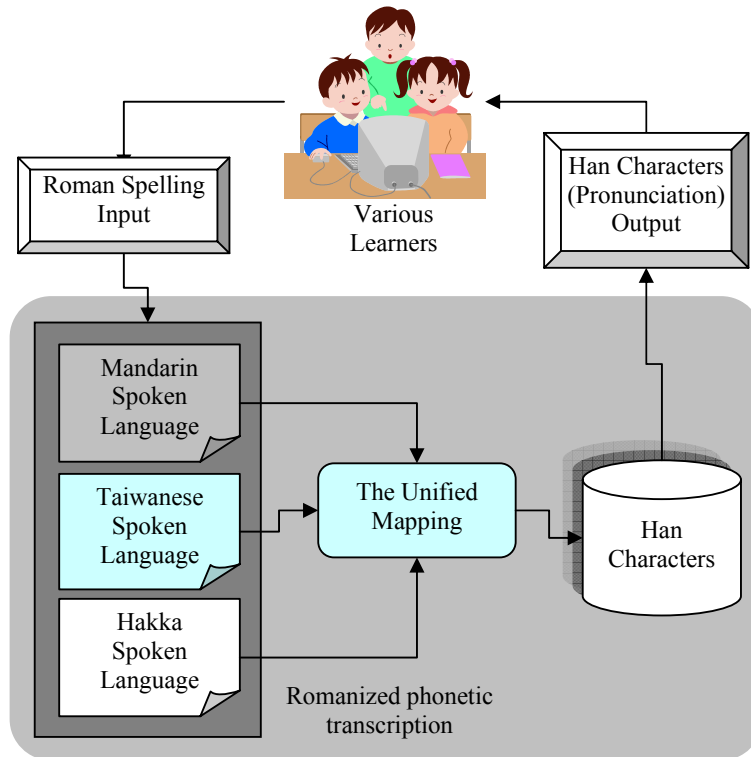 Roman Spelling
Input
Various
Learners
Han Characters
(Pronunciation)
Output
Mandarin
Spoken
Language
Taiwanese
Spoken
Language
Hakka
Spoken
Language
The Unified
Mapping
Han
Characters
Romanized phonetic
transcription